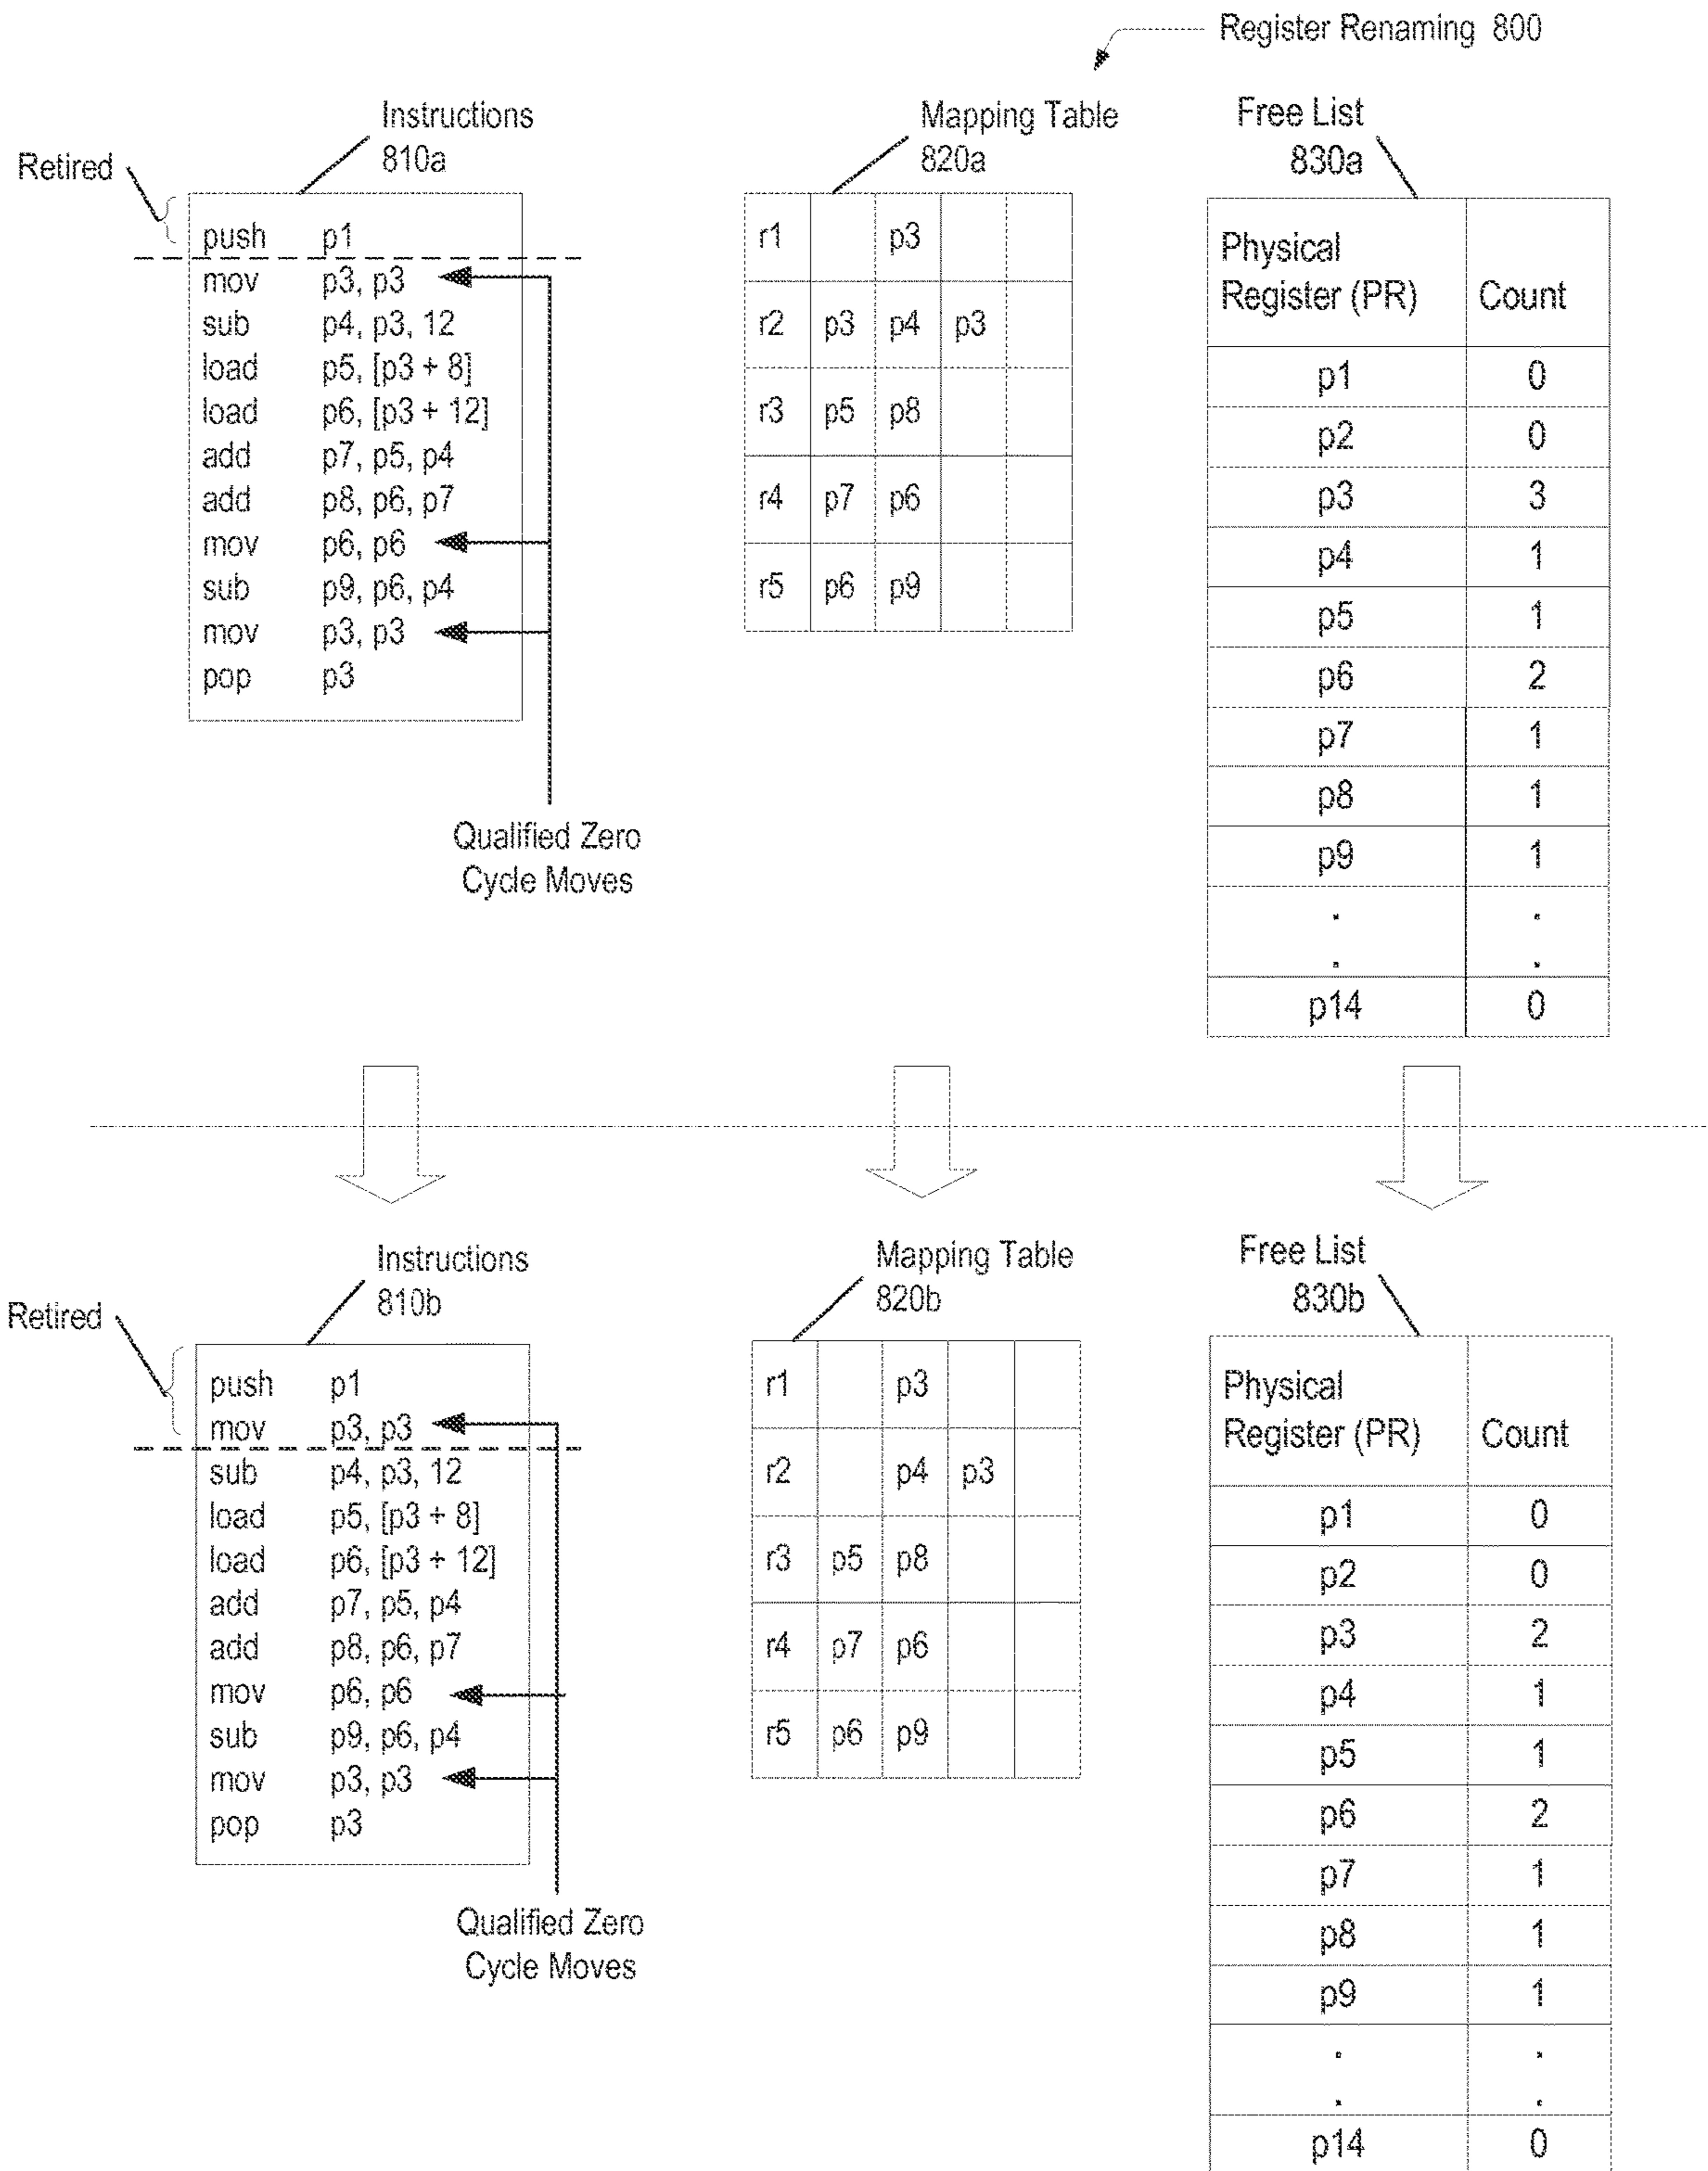 Register Renaming 800
Instructions
810a
Mapping Table
820a
Free List
830a
Retired
push p1
mov p3, p3
sub p4, p3, 12
load p5, [p3 + 8]
load p6, [p3 + 12]
add p7, p5, p4
add p8, p6, p7
mov p6, p6
sub p9, p6, p4
mov p3, p3
pop p3
Qualified Zero
Cycle Moves
r1 p3
r2 p3 p4 p3
r3 p5 p8
r4 p7 p6
r5 p6 p9
Physical
Register (PR) Count
p1 0
p2 0
p3 3
p4 1
p5 1
p6 2
p7 1
p8 1
p9 1
. .
. .
p14 0
Instructions
810b
Mapping Table
820b
Free List
830b
Retired
push p1
mov p3, p3
sub p4, p3, 12
load p5, [p3 + 8]
load p6, [p3 + 12]
add p7, p5, p4
add p8, p6, p7
mov p6, p6
sub p9, p6, p4
mov p3, p3
pop p3
Qualified Zero
Cycle Moves
r1 p3
r2 p4 p3
r3 p5 p8
r4 p7 p6
r5 p6 p9
Physical
Register (PR) Count
p1 0
p2 0
p3 2
p4 1
p5 1
p6 2
p7 1
p8 1
p9 1
. .
. .
p14 0